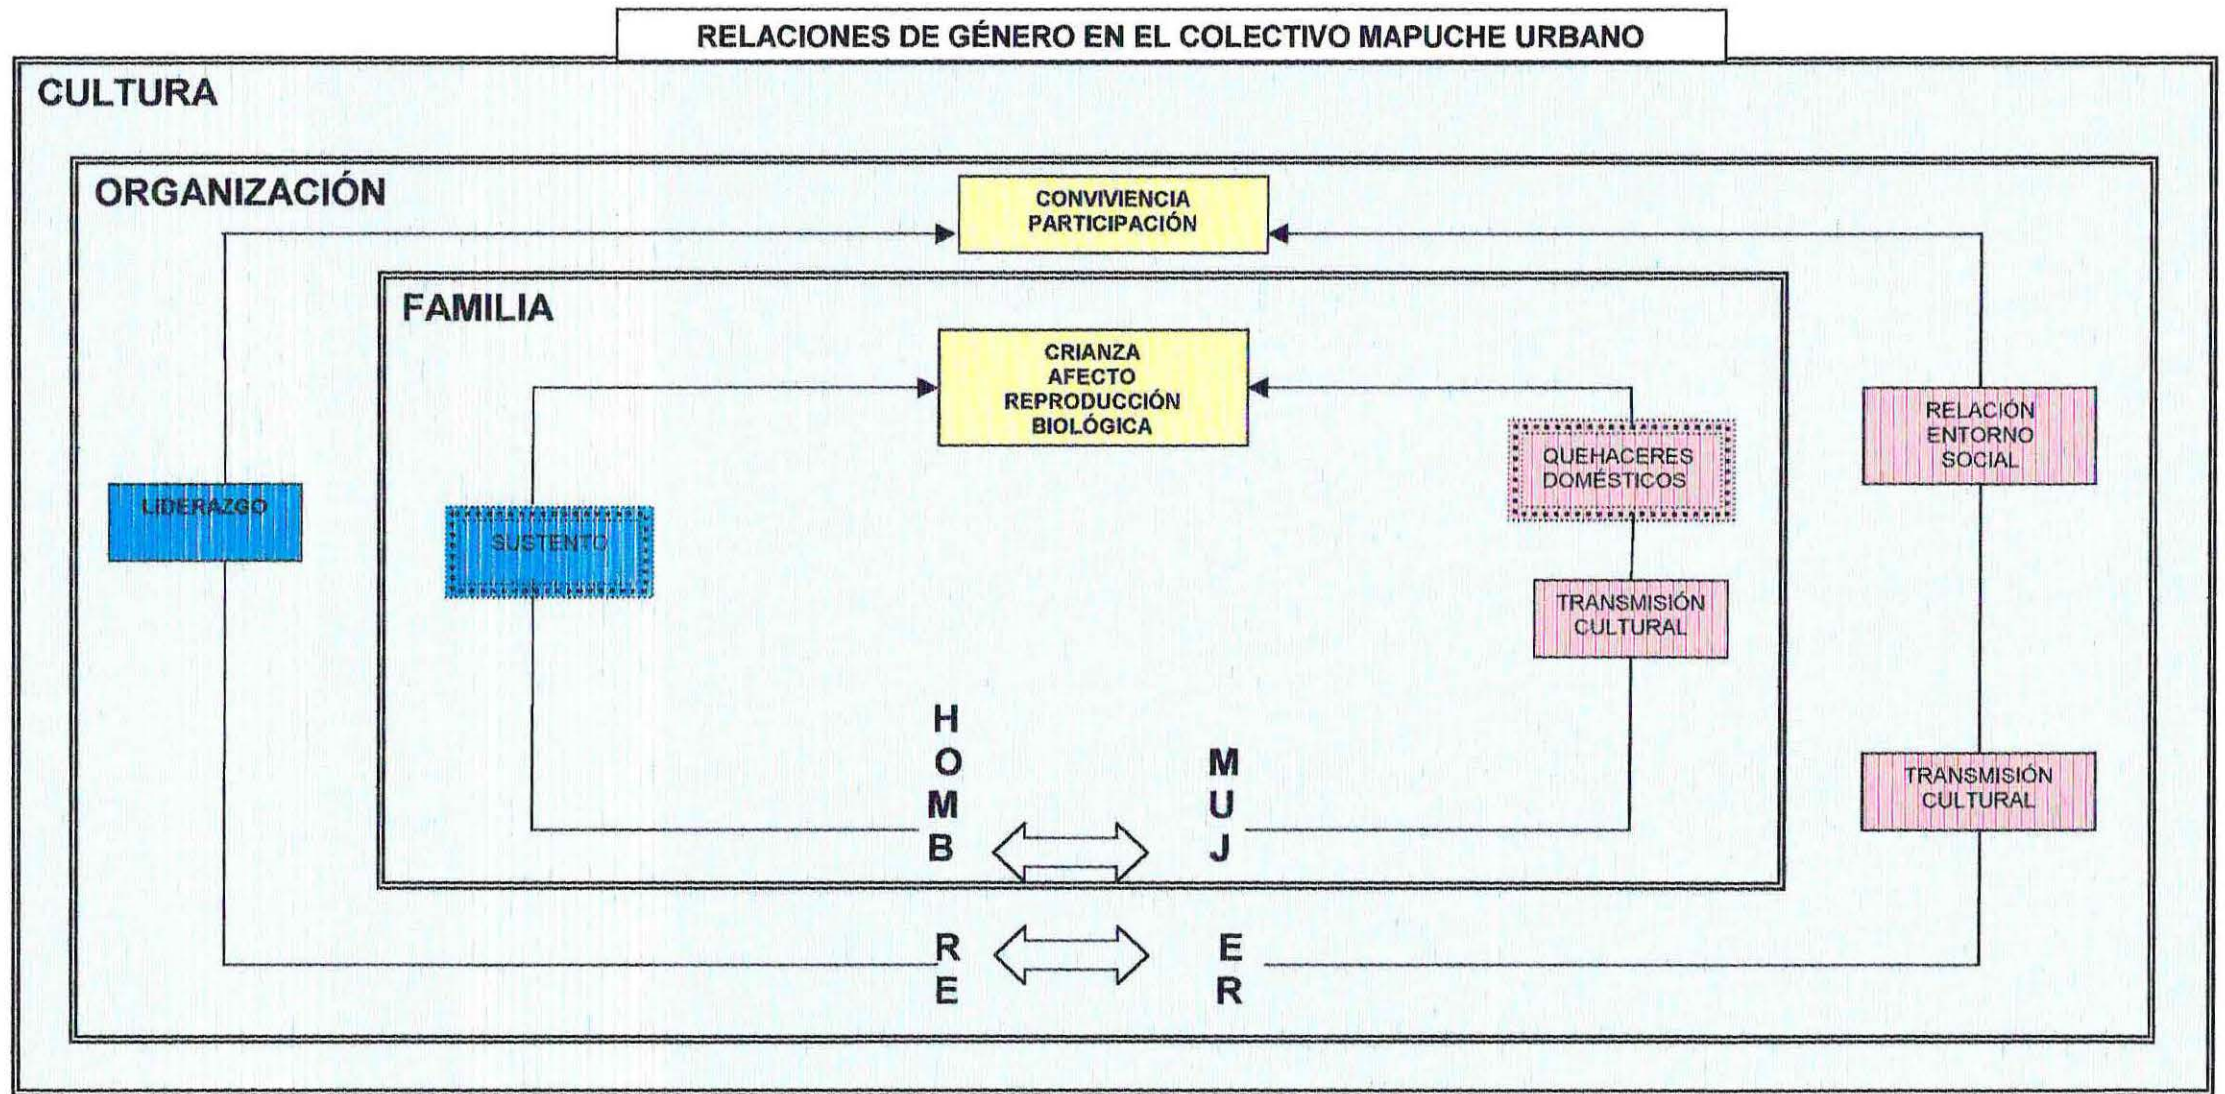 RELACIONES DE GÉNERO EN EL COLECTIVO MAPUCHE URBANO
CULTURA
ORGANIZACIÓN
CONVIVIENCIA
PARTICIPACIÓN
FAMILIA
CRIANZA
AFECTO
REPRODUCCIÓN
BIOLÓGICA
LIDERAZGO
SUSTENTO
QUEHACERES
DOMÉSTICOS
TRANSMISIÓN
CULTURAL
RELACIÓN
ENTORNO
SOCIAL
TRANSMISIÓN
CULTURAL
H
O
M
B
R
E
M
U
J
E
R